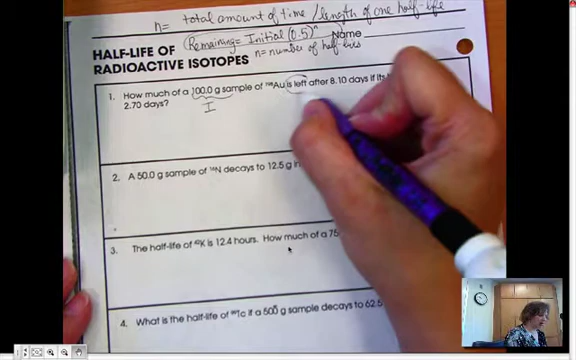 n= total amount of time / length of one half-life
Remaining = Initial (0.5)ⁿ
Name
n= number of half-lives
HALF-LIFE OF
RADIOACTIVE ISOTOPES
1. How much of a 100.0 g sample of ¹⁹⁸Au is left after 8.10 days if its
2.70 days?
I
2. A 50.0 g sample of ¹⁶N decays to 12.5 g in
3. The half-life of ⁴²K is 12.4 hours. How much of a 75
4. What is the half-life of ⁹⁹Tc if a 500 g sample decays to 62.5